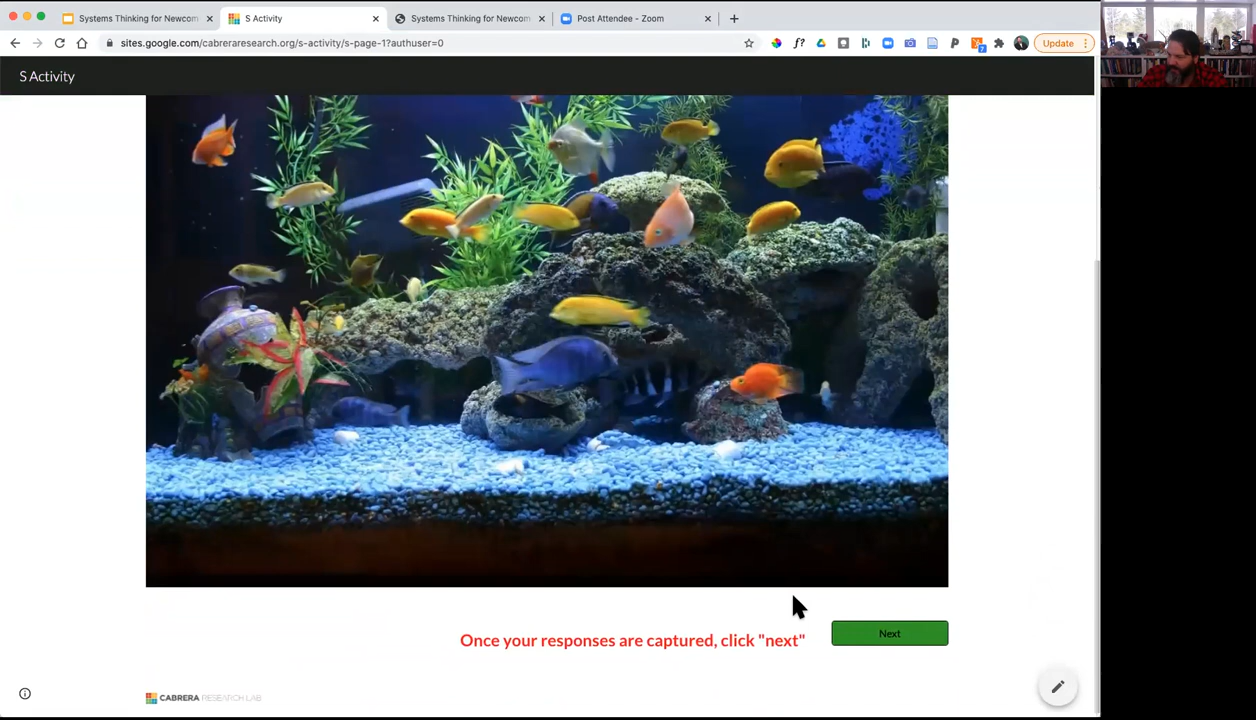 Systems Thinking for Newcom
S Activity
Systems Thinking for Newcom
Post Attendee - Zoom
sites.google.com/cabreraresearch.org/s-activity/s-page-1?authuser=0
f?
P
7
Update
S Activity
Once your responses are captured, click "next"
Next
CABRERA RESEARCH LAB